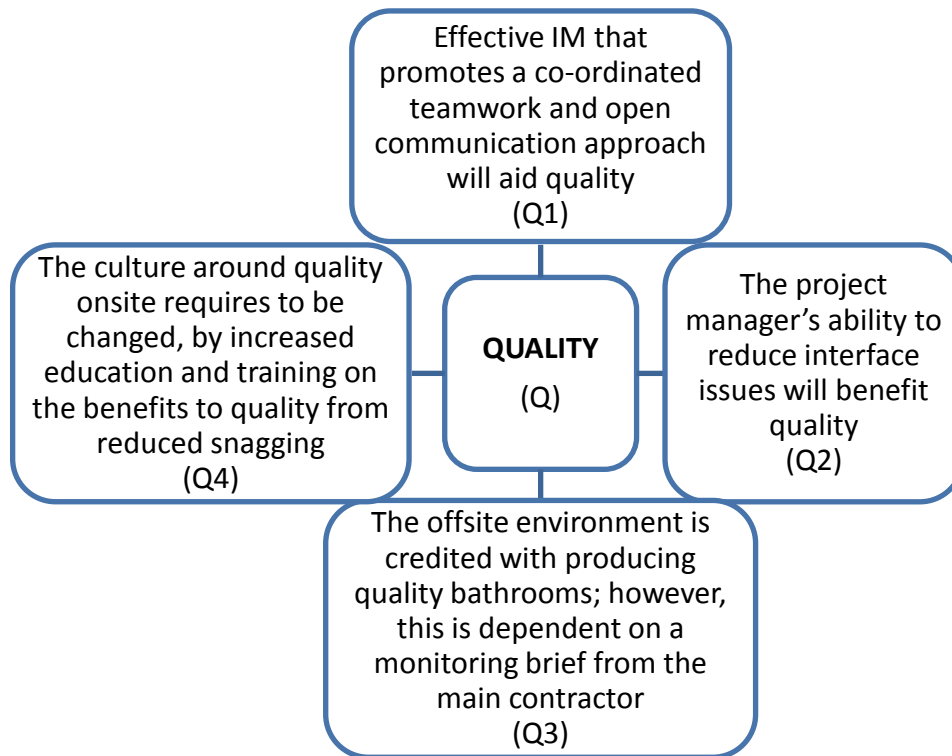 Effective IM that
promotes a co-ordinated
teamwork and open
communication approach
will aid quality
(Q1)
The culture around quality
onsite requires to be
changed, by increased
education and training on
the benefits to quality from
reduced snagging
(Q4)
QUALITY
(Q)
The project
manager’s ability to
reduce interface
issues will benefit
quality
(Q2)
The offsite environment is
credited with producing
quality bathrooms; however,
this is dependent on a
monitoring brief from the
main contractor
(Q3)